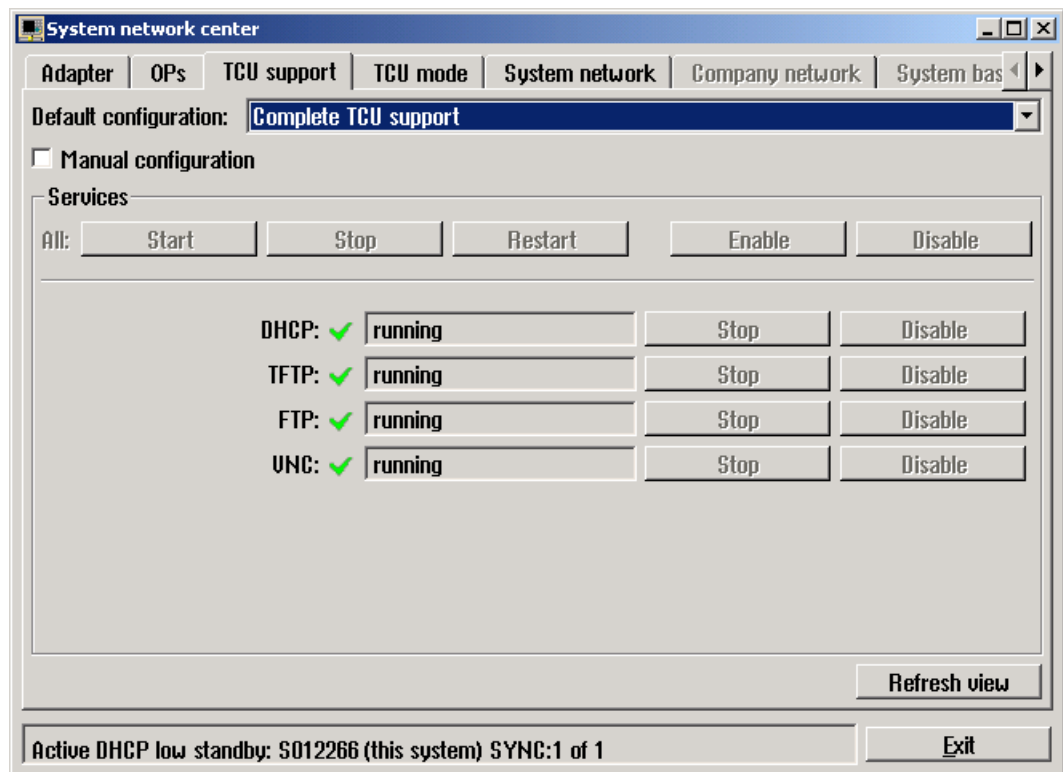 System network center
Adapter OPs TCU support TCU mode System network Company network System bas
Default configuration: Complete TCU support
Manual configuration
Services
All: Start Stop Restart Enable Disable
DHCP: running Stop Disable
TFTP: running Stop Disable
FTP: running Stop Disable
VNC: running Stop Disable
Refresh view
Active DHCP low standby: S012266 (this system) SYNC:1 of 1 Exit